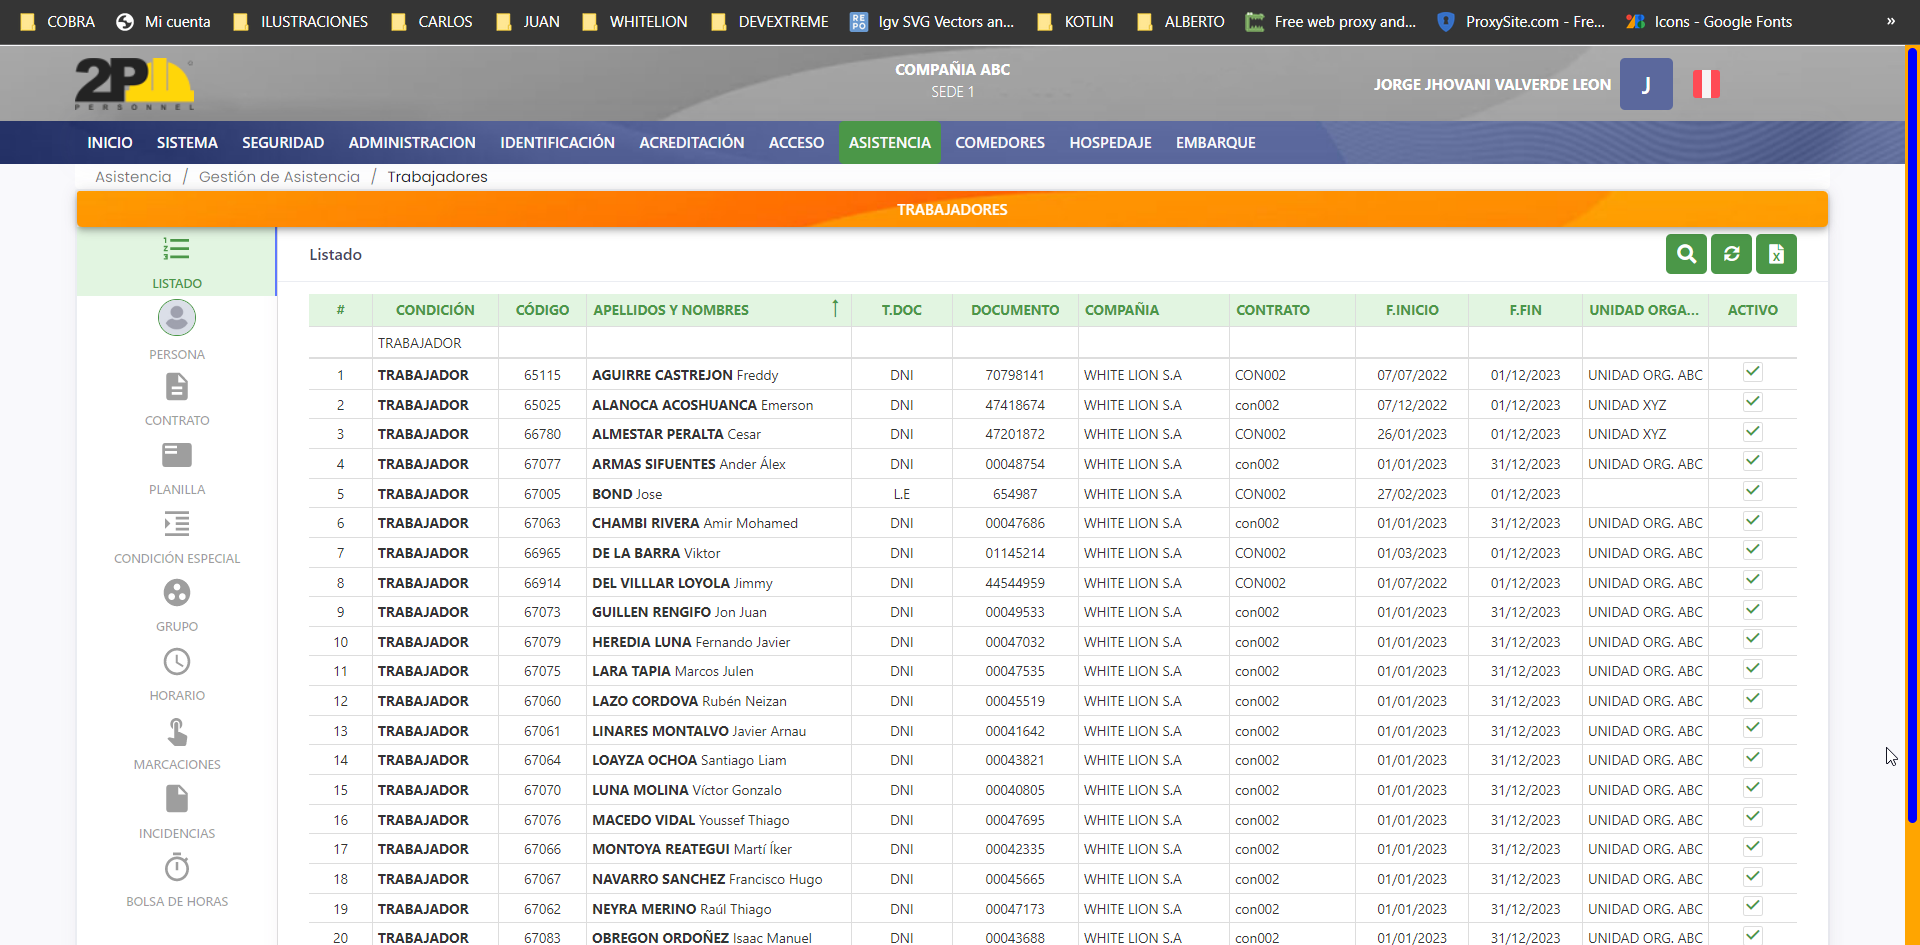 COBRA Mi cuenta ILUSTRACIONES CARLOS JUAN WHITELION DEVEXTREME REPO lgv SVG Vectors an... KOTLIN ALBERTO Free web proxy and... ProxySite.com - Fre... Icons - Google Fonts »
2P PERSONNEL
COMPAÑIA ABC
SEDE 1
JORGE JHOVANI VALVERDE LEON J
INICIO SISTEMA SEGURIDAD ADMINISTRACION IDENTIFICACIÓN ACREDITACIÓN ACCESO ASISTENCIA COMEDORES HOSPEDAJE EMBARQUE
Asistencia / Gestión de Asistencia / Trabajadores
TRABAJADORES
LISTADO
PERSONA
CONTRATO
PLANILLA
CONDICIÓN ESPECIAL
GRUPO
HORARIO
MARCACIONES
INCIDENCIAS
BOLSA DE HORAS
Listado
# CONDICIÓN CÓDIGO APELLIDOS Y NOMBRES T.DOC DOCUMENTO COMPAÑIA CONTRATO F.INICIO F.FIN UNIDAD ORGA... ACTIVO
TRABAJADOR
1 TRABAJADOR 65115 AGUIRRE CASTREJON Freddy DNI 70798141 WHITE LION S.A CON002 07/07/2022 01/12/2023 UNIDAD ORG. ABC
2 TRABAJADOR 65025 ALANOCA ACOSHUANCA Emerson DNI 47418674 WHITE LION S.A con002 07/12/2022 01/12/2023 UNIDAD XYZ
3 TRABAJADOR 66780 ALMESTAR PERALTA Cesar DNI 47201872 WHITE LION S.A CON002 26/01/2023 01/12/2023 UNIDAD XYZ
4 TRABAJADOR 67077 ARMAS SIFUENTES Ander Álex DNI 00048754 WHITE LION S.A con002 01/01/2023 31/12/2023 UNIDAD ORG. ABC
5 TRABAJADOR 67005 BOND Jose L.E 654987 WHITE LION S.A CON002 27/02/2023 01/12/2023
6 TRABAJADOR 67063 CHAMBI RIVERA Amir Mohamed DNI 00047686 WHITE LION S.A con002 01/01/2023 31/12/2023 UNIDAD ORG. ABC
7 TRABAJADOR 66965 DE LA BARRA Viktor DNI 01145214 WHITE LION S.A CON002 01/03/2023 01/12/2023 UNIDAD ORG. ABC
8 TRABAJADOR 66914 DEL VILLLAR LOYOLA Jimmy DNI 44544959 WHITE LION S.A CON002 01/07/2022 01/12/2023 UNIDAD ORG. ABC
9 TRABAJADOR 67073 GUILLEN RENGIFO Jon Juan DNI 00049533 WHITE LION S.A con002 01/01/2023 31/12/2023 UNIDAD ORG. ABC
10 TRABAJADOR 67079 HEREDIA LUNA Fernando Javier DNI 00047032 WHITE LION S.A con002 01/01/2023 31/12/2023 UNIDAD ORG. ABC
11 TRABAJADOR 67075 LARA TAPIA Marcos Julen DNI 00047535 WHITE LION S.A con002 01/01/2023 31/12/2023 UNIDAD ORG. ABC
12 TRABAJADOR 67060 LAZO CORDOVA Rubén Neizan DNI 00045519 WHITE LION S.A con002 01/01/2023 31/12/2023 UNIDAD ORG. ABC
13 TRABAJADOR 67061 LINARES MONTALVO Javier Arnau DNI 00041642 WHITE LION S.A con002 01/01/2023 31/12/2023 UNIDAD ORG. ABC
14 TRABAJADOR 67064 LOAYZA OCHOA Santiago Liam DNI 00043821 WHITE LION S.A con002 01/01/2023 31/12/2023 UNIDAD ORG. ABC
15 TRABAJADOR 67070 LUNA MOLINA Víctor Gonzalo DNI 00040805 WHITE LION S.A con002 01/01/2023 31/12/2023 UNIDAD ORG. ABC
16 TRABAJADOR 67076 MACEDO VIDAL Youssef Thiago DNI 00047695 WHITE LION S.A con002 01/01/2023 31/12/2023 UNIDAD ORG. ABC
17 TRABAJADOR 67066 MONTOYA REATEGUI Martí Íker DNI 00042335 WHITE LION S.A con002 01/01/2023 31/12/2023 UNIDAD ORG. ABC
18 TRABAJADOR 67067 NAVARRO SANCHEZ Francisco Hugo DNI 00045665 WHITE LION S.A con002 01/01/2023 31/12/2023 UNIDAD ORG. ABC
19 TRABAJADOR 67062 NEYRA MERINO Raúl Thiago DNI 00047173 WHITE LION S.A con002 01/01/2023 31/12/2023 UNIDAD ORG. ABC
20 TRABAJADOR 67083 OBREGON ORDOÑEZ Isaac Manuel DNI 00043688 WHITE LION S.A con002 01/01/2023 31/12/2023 UNIDAD ORG. ABC